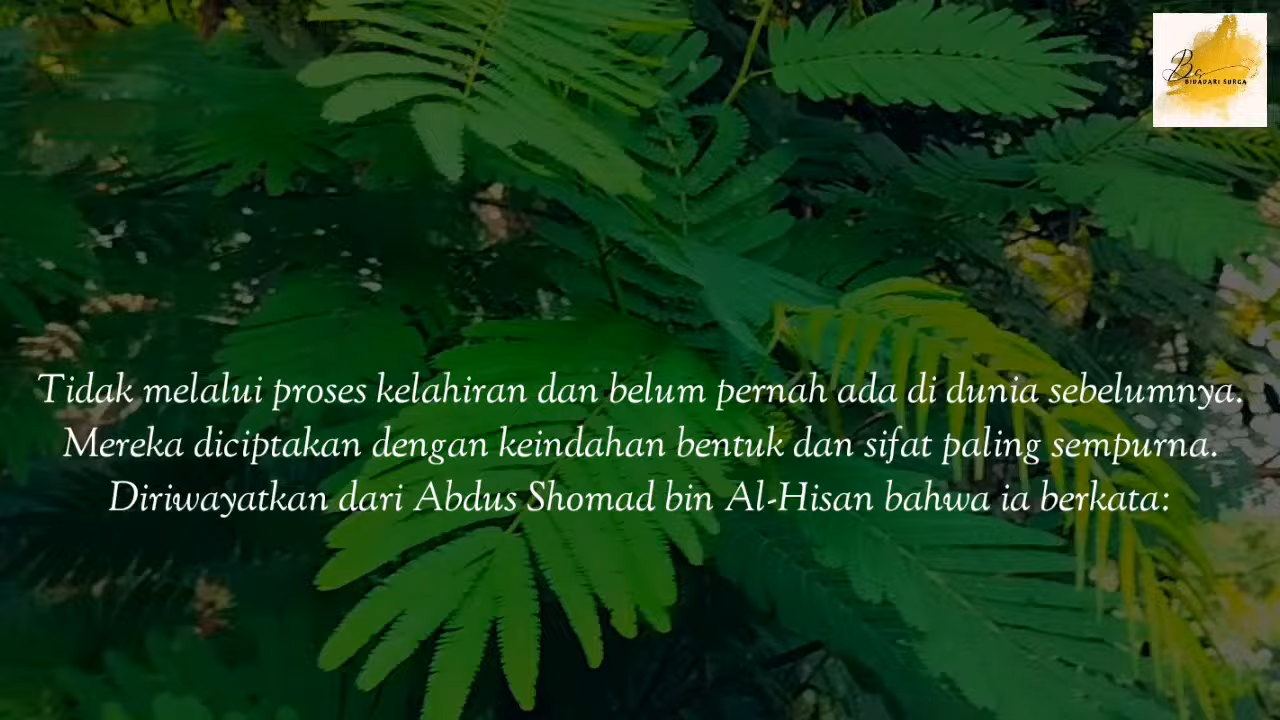 Bs
BIDADARI SURGA
Tidak melalui proses kelahiran dan belum pernah ada di dunia sebelumnya.
Mereka diciptakan dengan keindahan bentuk dan sifat paling sempurna.
Diriwayatkan dari Abdus Shomad bin Al-Hisan bahwa ia berkata: